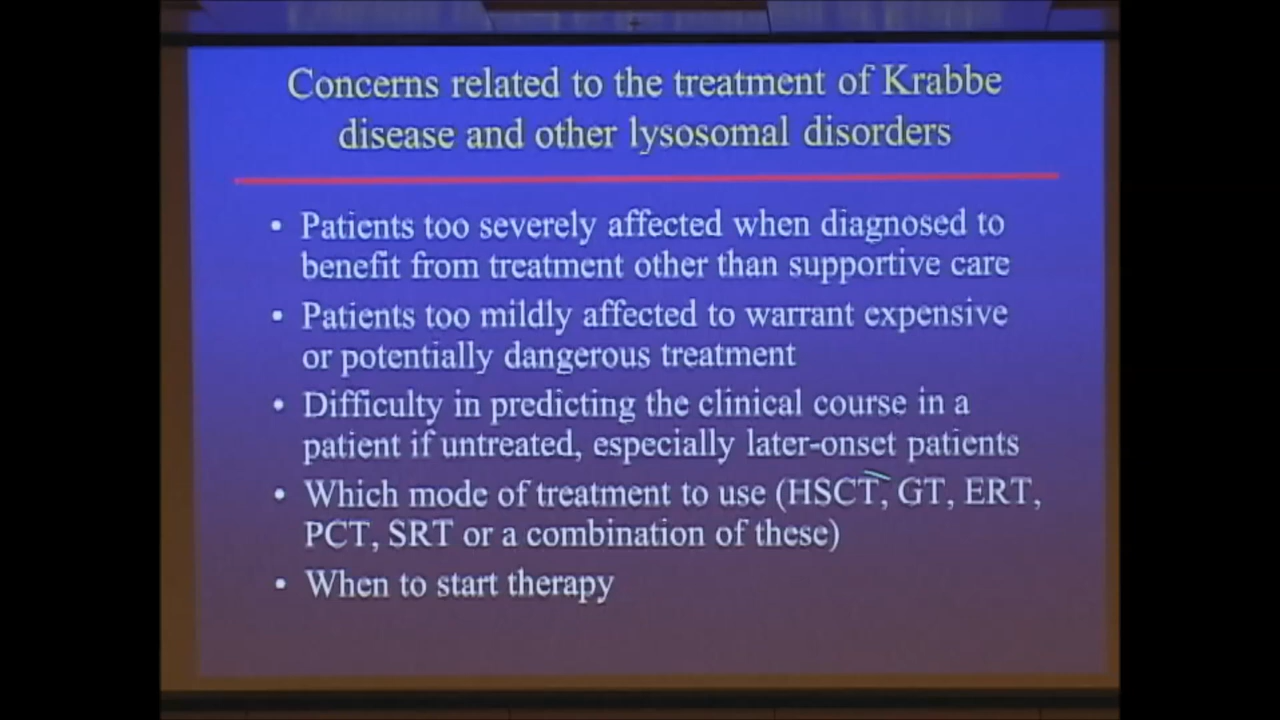 Concerns related to the treatment of Krabbe
disease and other lysosomal disorders
• Patients too severely affected when diagnosed to
benefit from treatment other than supportive care
• Patients too mildly affected to warrant expensive
or potentially dangerous treatment
• Difficulty in predicting the clinical course in a
patient if untreated, especially later-onset patients
• Which mode of treatment to use (HSCT, GT, ERT,
PCT, SRT or a combination of these)
• When to start therapy